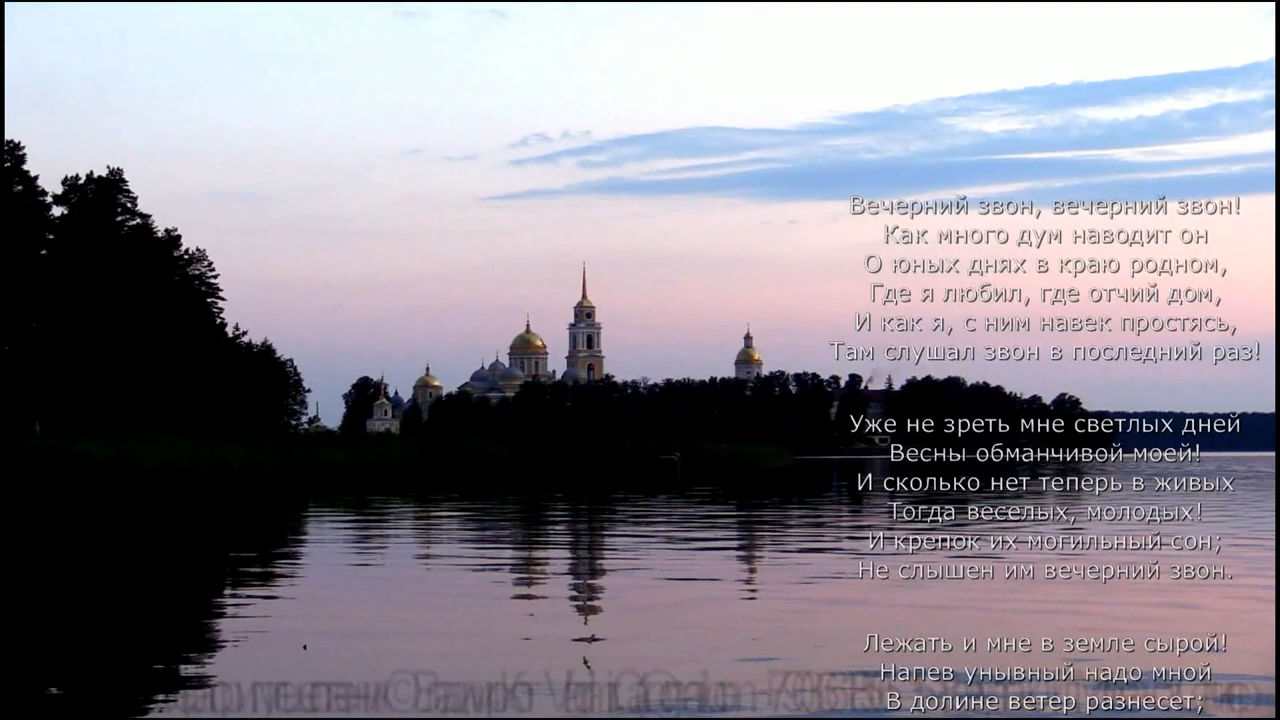 Вечерний звон, вечерний звон!
Как много дум наводит он
О юных днях в краю родном,
Где я любил, где отчий дом,
И как я, с ним навек простясь,
Там слушал звон в последний раз!
Уже не зреть мне светлых дней
Весны обманчивой моей!
И сколько нет теперь в живых
Тогда веселых, молодых!
И крепок их могильный сон;
Не слышен им вечерний звон.
Лежать и мне в земле сырой!
Напев унывный надо мной
В долине ветер разнесет;